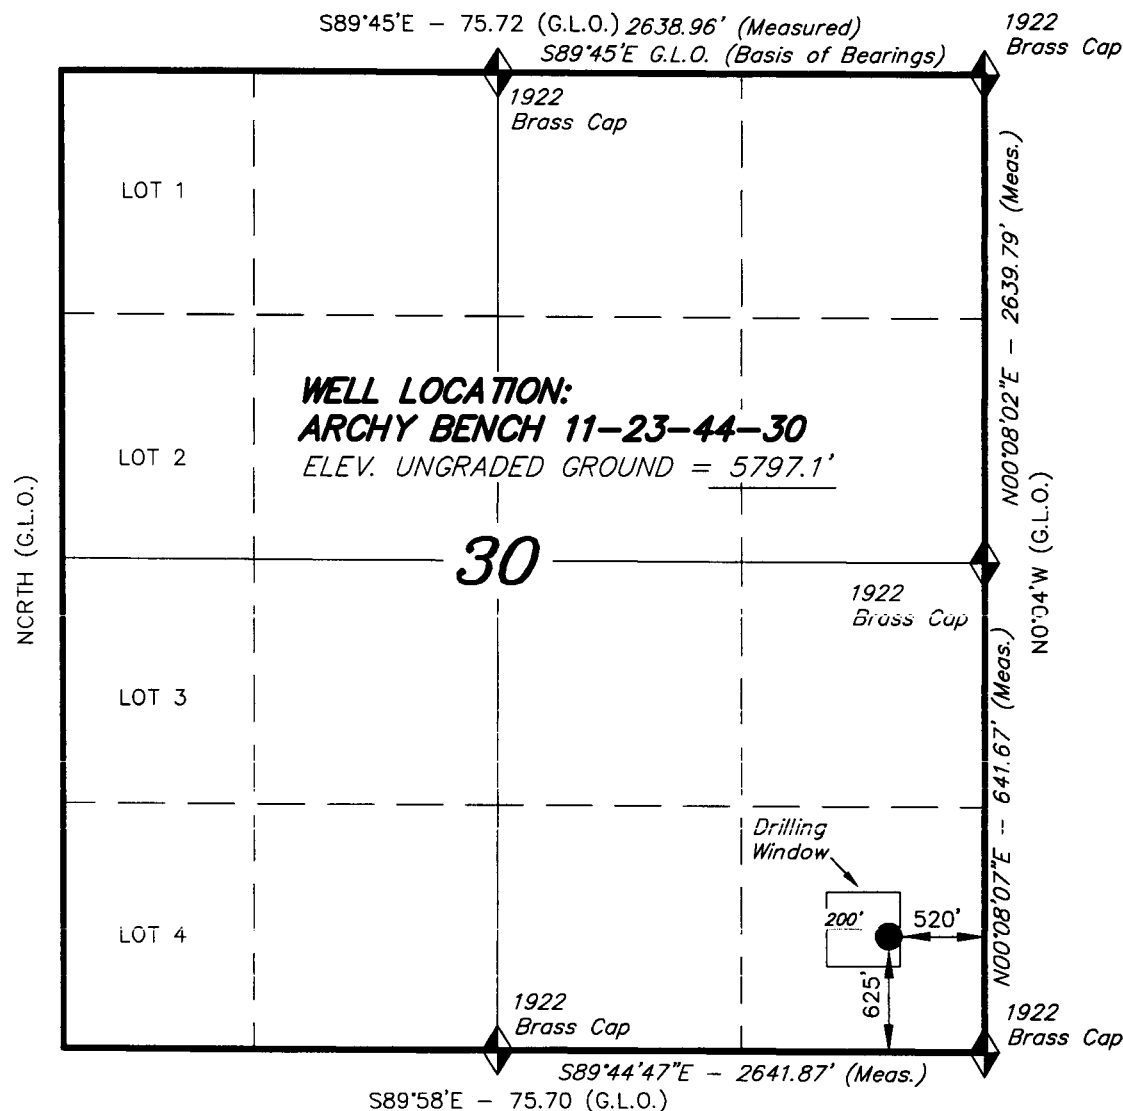 S89°45'E - 75.72 (G.L.O.) 2638.96' (Measured)
S89°45'E G.L.O. (Basis of Bearings)
1922
Brass Cap
1922
Brass Cap
LOT 1
N00°08'02"E - 2639.79' (Meas.)
WELL LOCATION:
ARCHY BENCH 11-23-44-30
ELEV. UNGRADED GROUND = 5797.1'
LOT 2
NORTH (G.L.O.)
30
N0°04'W (G.L.O.)
1922
Brass Cap
LOT 3
N00°08'07"E - 641.67' (Meas.)
Drilling
Window
200'
520'
LOT 4
625'
1922
Brass Cap
1922
Brass Cap
S89°44'47"E - 2641.87' (Meas.)
S89°58'E - 75.70 (G.L.O.)